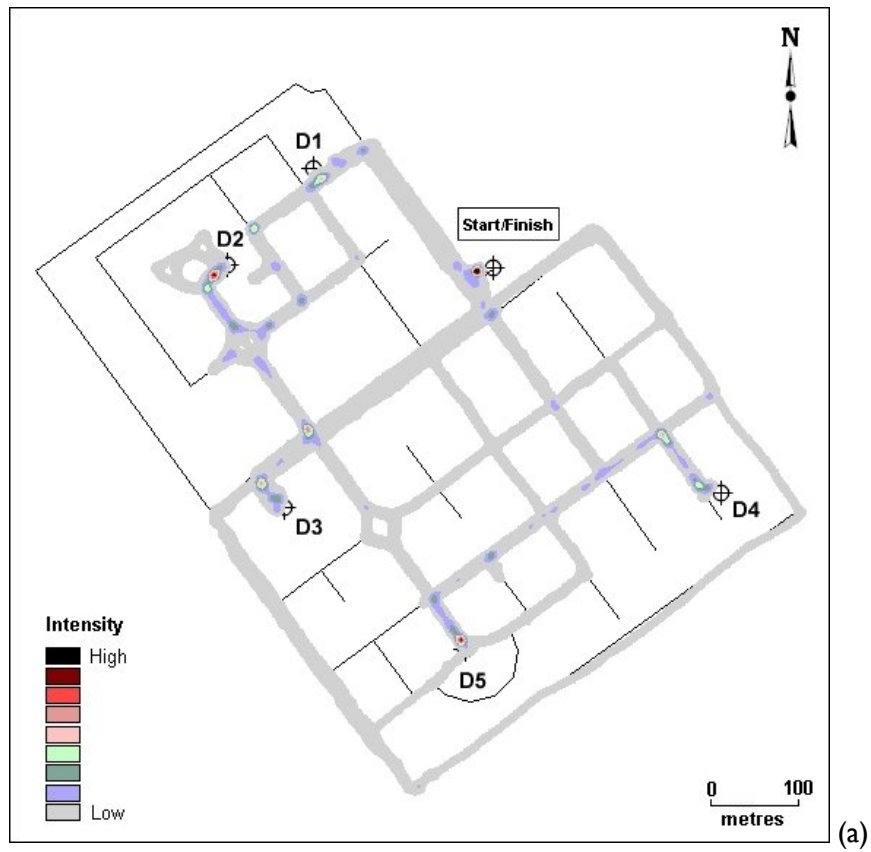 N
D1
Start/Finish
D2
D3
D4
D5
Intensity
High
Low
0 100
metres
(a)